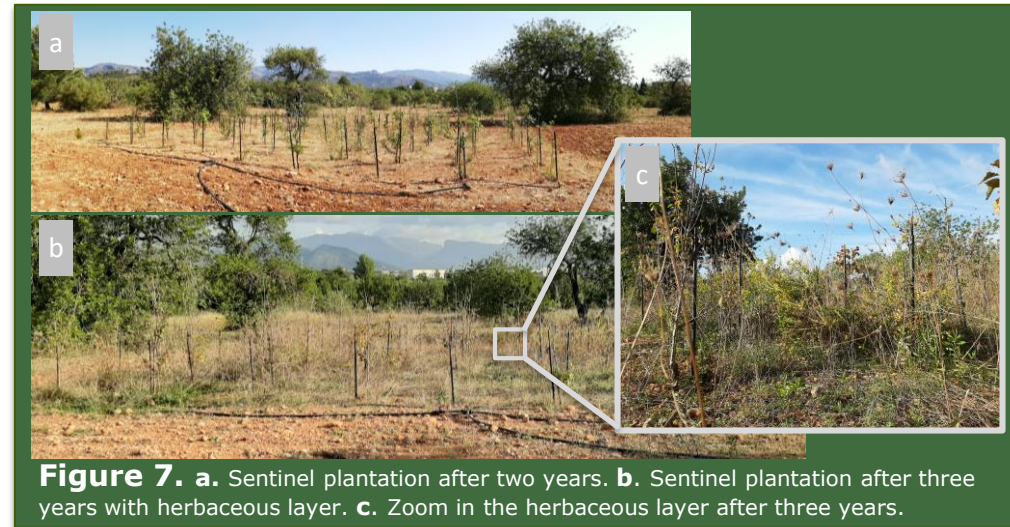 a
b
c
Figure 7. a. Sentinel plantation after two years. b. Sentinel plantation after three
years with herbaceous layer. c. Zoom in the herbaceous layer after three years.